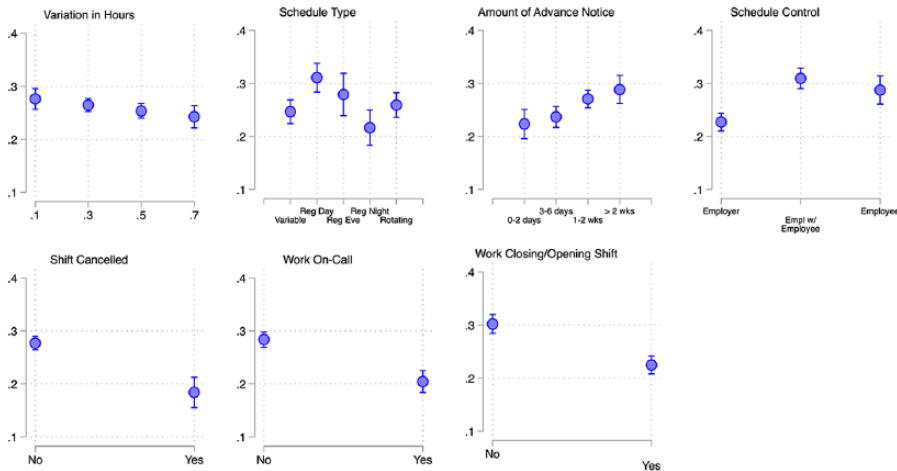 Variation in Hours
.4
.3
.2
.1
.1 .3 .5 .7
Schedule Type
.4
.3
.2
.1
Reg Day Reg Night
Variable Reg Eve Rotating
Amount of Advance Notice
.4
.3
.2
.1
3-6 days > 2 wks
0-2 days 1-2 wks
Schedule Control
.4
.3
.2
.1
Employer Employee
Empl w/
Employee
Shift Cancelled
.4
.3
.2
.1
No Yes
Work On-Call
.4
.3
.2
.1
No Yes
Work Closing/Opening Shift
.4
.3
.2
.1
No
Yes